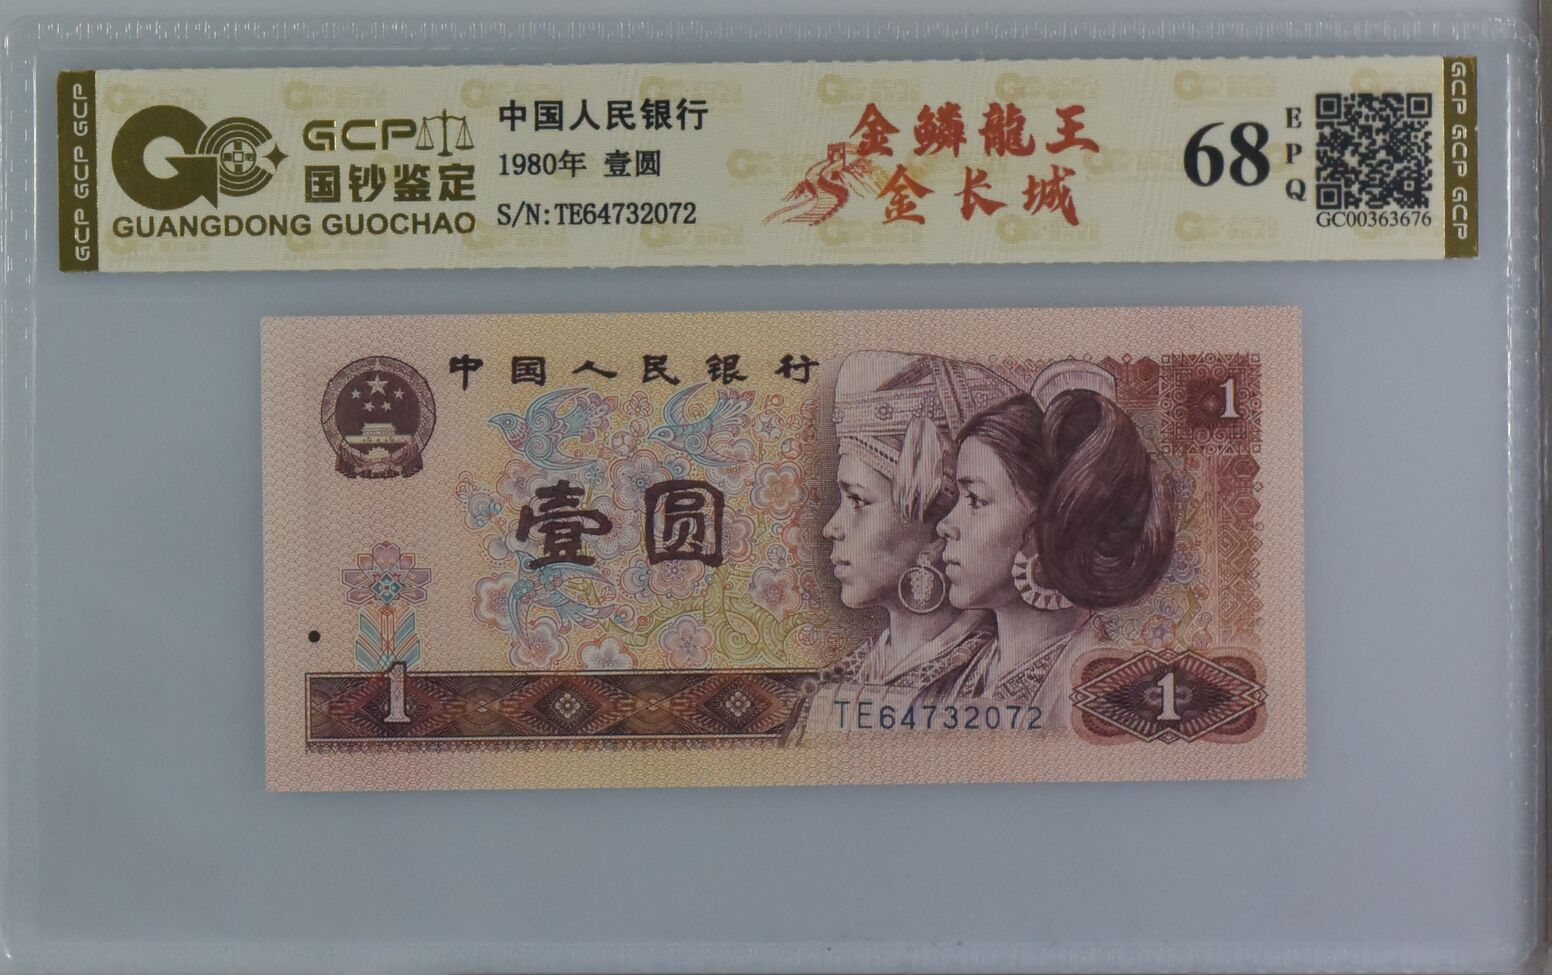 GCP GCP GCP
GCP
国钞鉴定
GUANGDONG GUOCHAO
中国人民银行
1980年 壹圆
S/N:TE64732072
金鳞龍王
金长城
68
EPQ
GC00363676
GCP GCP GCP
中国人民银行
1
壹圆
1
TE64732072
1